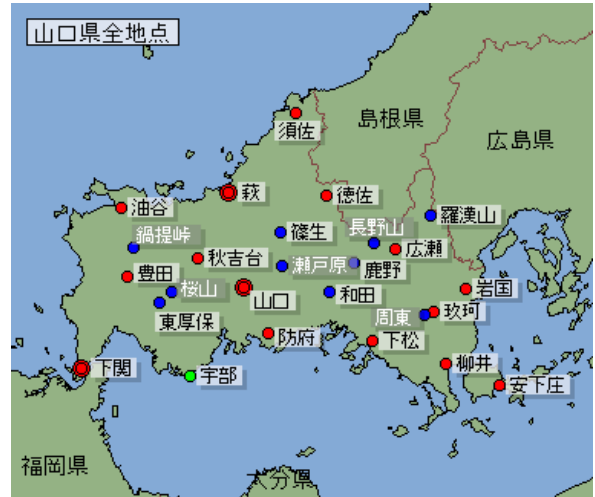 山口県全地点
島根県
広島県
須佐
萩
徳佐
油谷
羅漢山
篠生
長野山
鍋提峠
広瀬
秋吉台
瀬戸原
鹿野
豊田
桜山
山口
和田
岩国
東厚保
周東
玖珂
防府
下松
下関
宇部
柳井
安下庄
福岡県
大分県